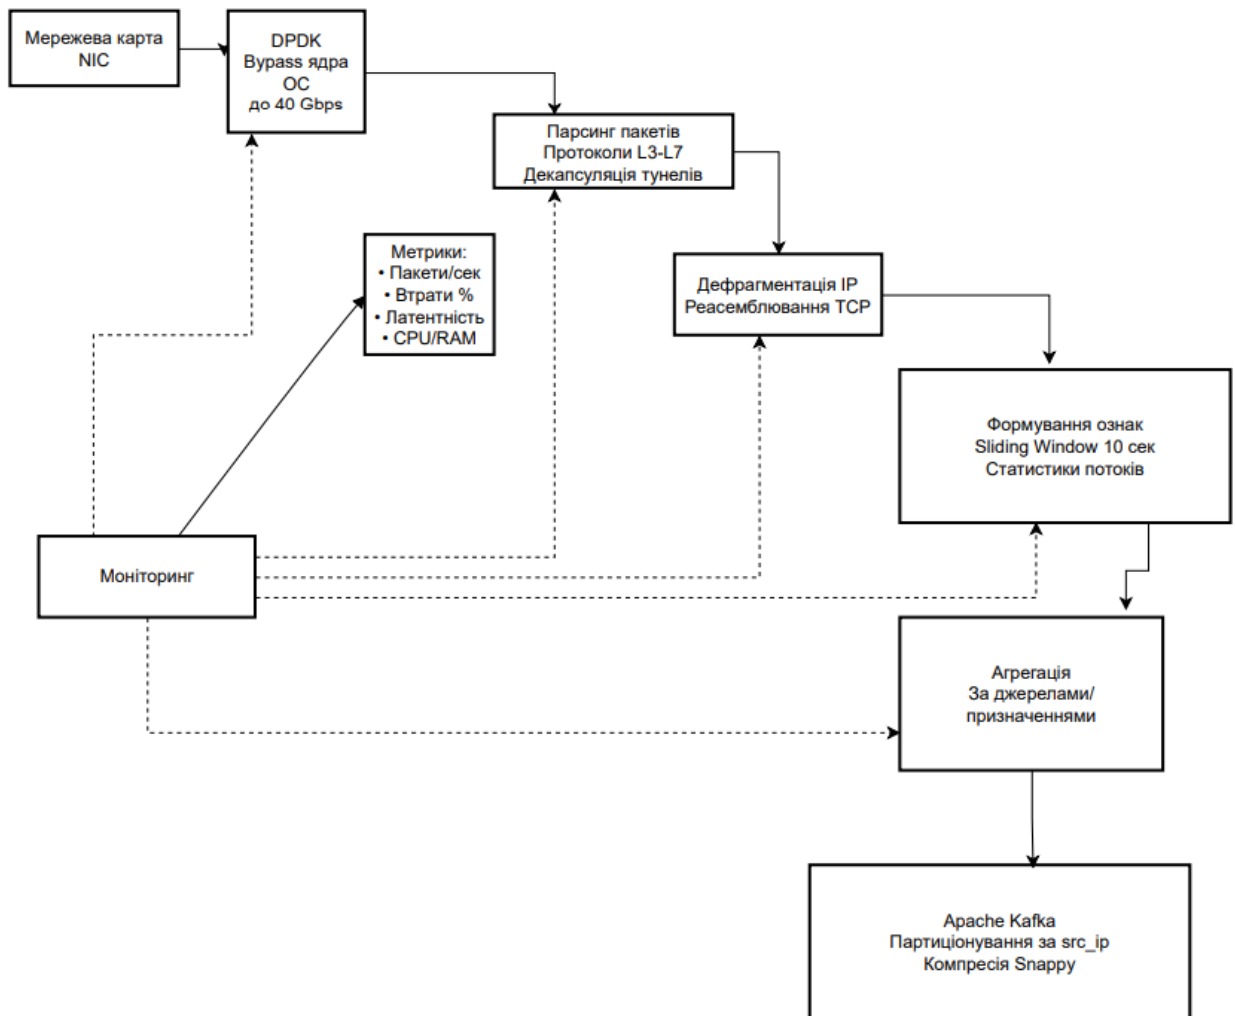 Мережева карта
NIC
DPDK
Bypass ядра
ОС
до 40 Gbps
Парсинг пакетів
Протоколи L3-L7
Декапсуляція тунелів
Метрики:
• Пакети/сек
• Втрати %
• Латентність
• CPU/RAM
Дефрагментація IP
Реасемблювання TCP
Формування ознак
Sliding Window 10 сек
Статистики потоків
Моніторинг
Агрегація
За джерелами/
призначеннями
Apache Kafka
Партиціонування за src_ip
Компресія Snappy